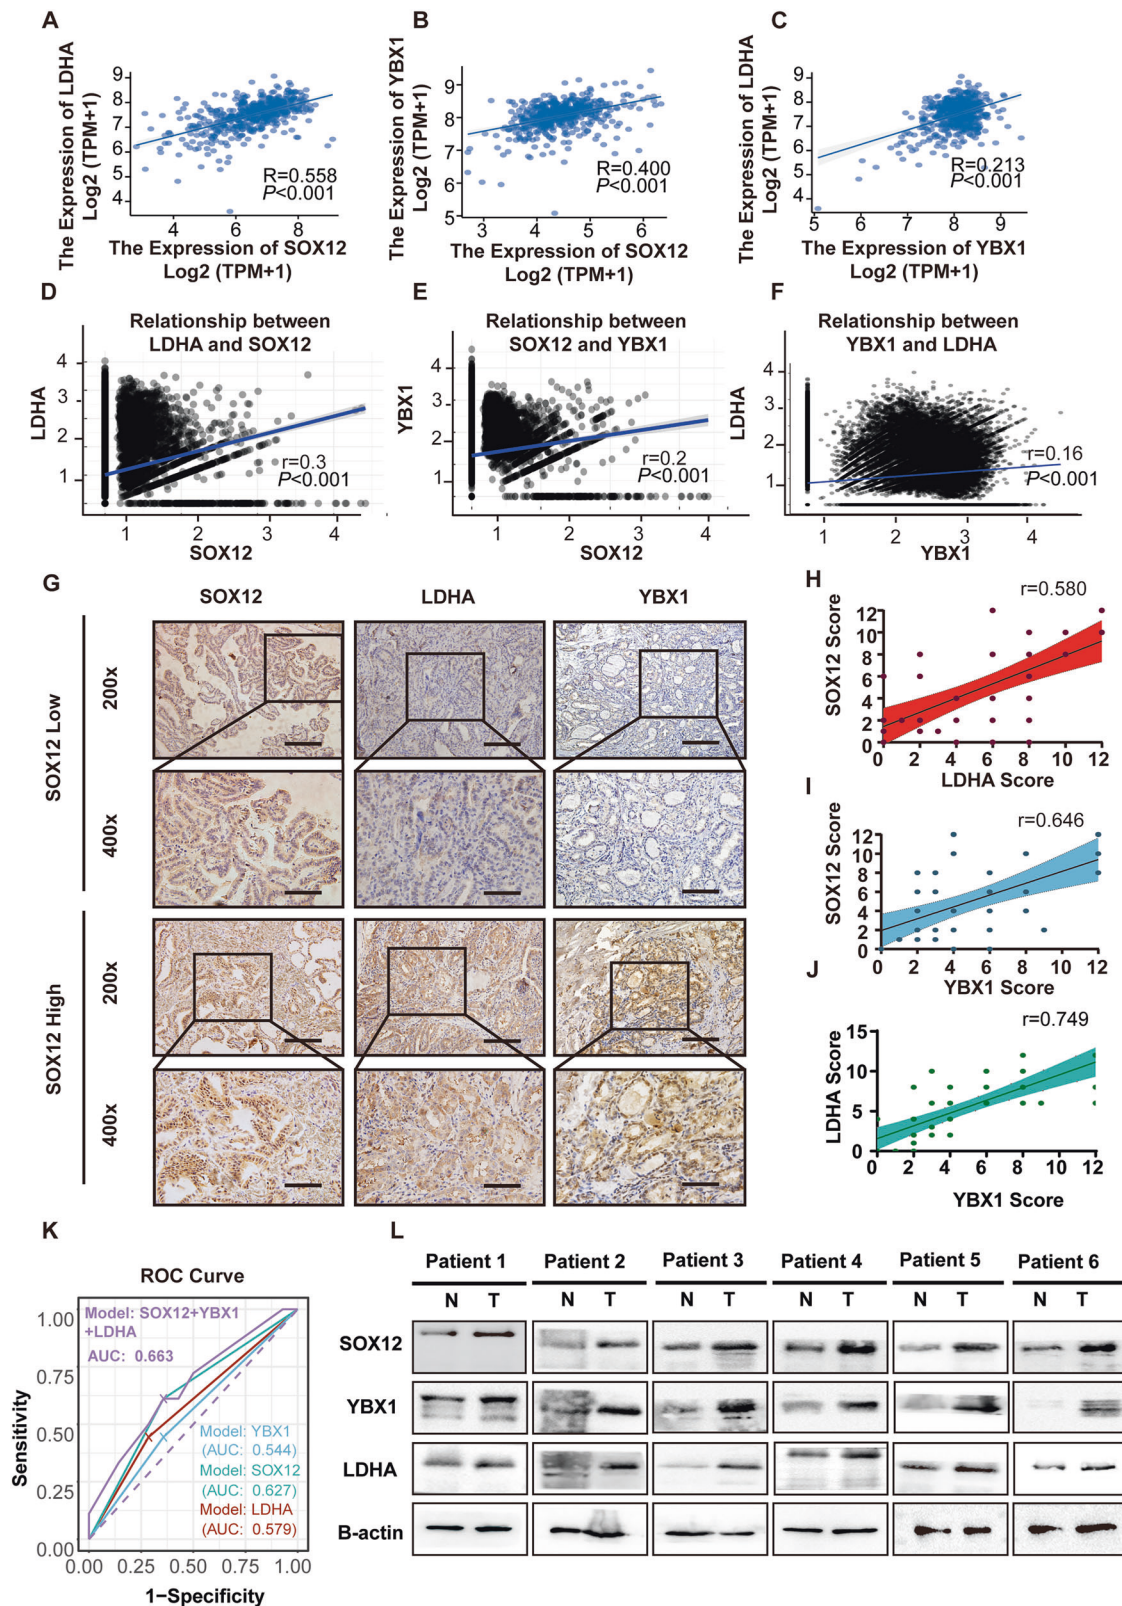 A
B
C
The Expression of LDHA
Log2 (TPM+1)
9
8
7
6
5
4
R=0.558
P<0.001
4
6
8
The Expression of SOX12
Log2 (TPM+1)
The Expression of YBX1
Log2 (TPM+1)
9
8
7
6
5
R=0.400
P<0.001
3
4
5
6
The Expression of SOX12
Log2 (TPM+1)
The Expression of LDHA
Log2 (TPM+1)
9
8
7
6
5
4
R=0.213
P<0.001
5
6
7
8
9
The Expression of YBX1
Log2 (TPM+1)
D
Relationship between
LDHA and SOX12
LDHA
4
3
2
1
r=0.3
P<0.001
1
2
3
4
SOX12
E
Relationship between
SOX12 and YBX1
YBX1
4
3
2
1
r=0.2
P<0.001
1
2
3
4
SOX12
F
Relationship between
YBX1 and LDHA
LDHA
4
3
2
1
r=0.16
P<0.001
1
2
3
4
YBX1
G
SOX12
LDHA
YBX1
SOX12 Low
200x
400x
SOX12 High
200x
400x
H
r=0.580
SOX12 Score
12
10
8
6
4
2
0
0 2 4 6 8 10 12
LDHA Score
I
r=0.646
SOX12 Score
12
10
8
6
4
2
0
0 2 4 6 8 10 12
YBX1 Score
J
r=0.749
LDHA Score
15
10
5
0
0 2 4 6 8 10 12
YBX1 Score
K
ROC Curve
Sensitivity
1.00
0.75
0.50
0.25
0.00
Model: SOX12+YBX1
+LDHA
AUC: 0.663
Model: YBX1
(AUC: 0.544)
Model: SOX12
(AUC: 0.627)
Model: LDHA
(AUC: 0.579)
0.00 0.25 0.50 0.75 1.00
1−Specificity
L
Patient 1 Patient 2 Patient 3 Patient 4 Patient 5 Patient 6
N T N T N T N T N T N T
SOX12
YBX1
LDHA
B-actin